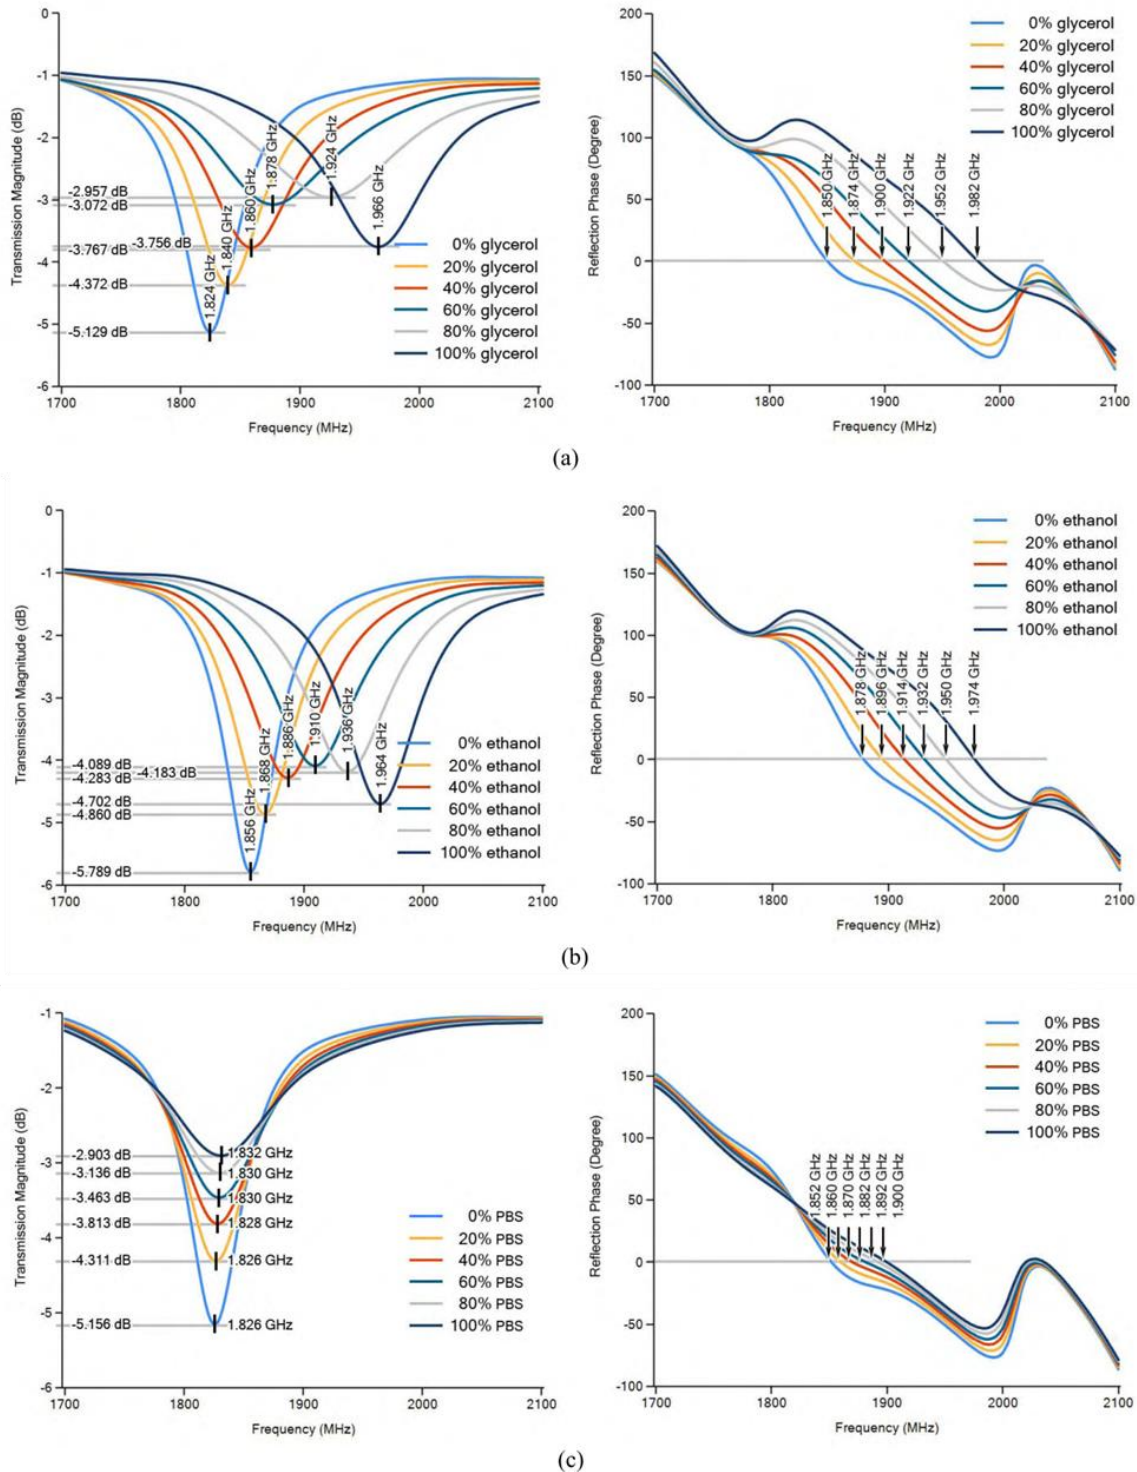 0
-1
-2
-3
-4
-5
-6
Transmission Magnitude (dB)
1700
1800
1900
2000
2100
Frequency (MHz)
-2.957 dB
-3.072 dB
-3.756 dB
-3.767 dB
-4.372 dB
-5.129 dB
1.824 GHz
1.840 GHz
1.860 GHz
1.878 GHz
1.924 GHz
1.966 GHz
0% glycerol
20% glycerol
40% glycerol
60% glycerol
80% glycerol
100% glycerol
200
150
100
50
0
-50
-100
Reflection Phase (Degree)
1700
1800
1900
2000
2100
Frequency (MHz)
1.850 GHz
1.874 GHz
1.900 GHz
1.922 GHz
1.952 GHz
1.982 GHz
0% glycerol
20% glycerol
40% glycerol
60% glycerol
80% glycerol
100% glycerol
(a)
0
-1
-2
-3
-4
-5
-6
Transmission Magnitude (dB)
1700
1800
1900
2000
2100
Frequency (MHz)
-4.089 dB
-4.183 dB
-4.283 dB
-4.702 dB
-4.860 dB
-5.789 dB
1.856 GHz
1.868 GHz
1.886 GHz
1.910 GHz
1.936 GHz
1.964 GHz
0% ethanol
20% ethanol
40% ethanol
60% ethanol
80% ethanol
100% ethanol
200
150
100
50
0
-50
-100
Reflection Phase (Degree)
1700
1800
1900
2000
2100
Frequency (MHz)
1.878 GHz
1.896 GHz
1.914 GHz
1.932 GHz
1.950 GHz
1.974 GHz
0% ethanol
20% ethanol
40% ethanol
60% ethanol
80% ethanol
100% ethanol
(b)
-1
-2
-3
-4
-5
-6
Transmission Magnitude (dB)
1700
1800
1900
2000
2100
Frequency (MHz)
-2.903 dB
-3.136 dB
-3.463 dB
-3.813 dB
-4.311 dB
-5.156 dB
1.832 GHz
1.830 GHz
1.830 GHz
1.828 GHz
1.826 GHz
1.826 GHz
0% PBS
20% PBS
40% PBS
60% PBS
80% PBS
100% PBS
200
150
100
50
0
-50
-100
Reflection Phase (Degree)
1700
1800
1900
2000
2100
Frequency (MHz)
1.852 GHz
1.860 GHz
1.870 GHz
1.882 GHz
1.892 GHz
1.900 GHz
0% PBS
20% PBS
40% PBS
60% PBS
80% PBS
100% PBS
(c)